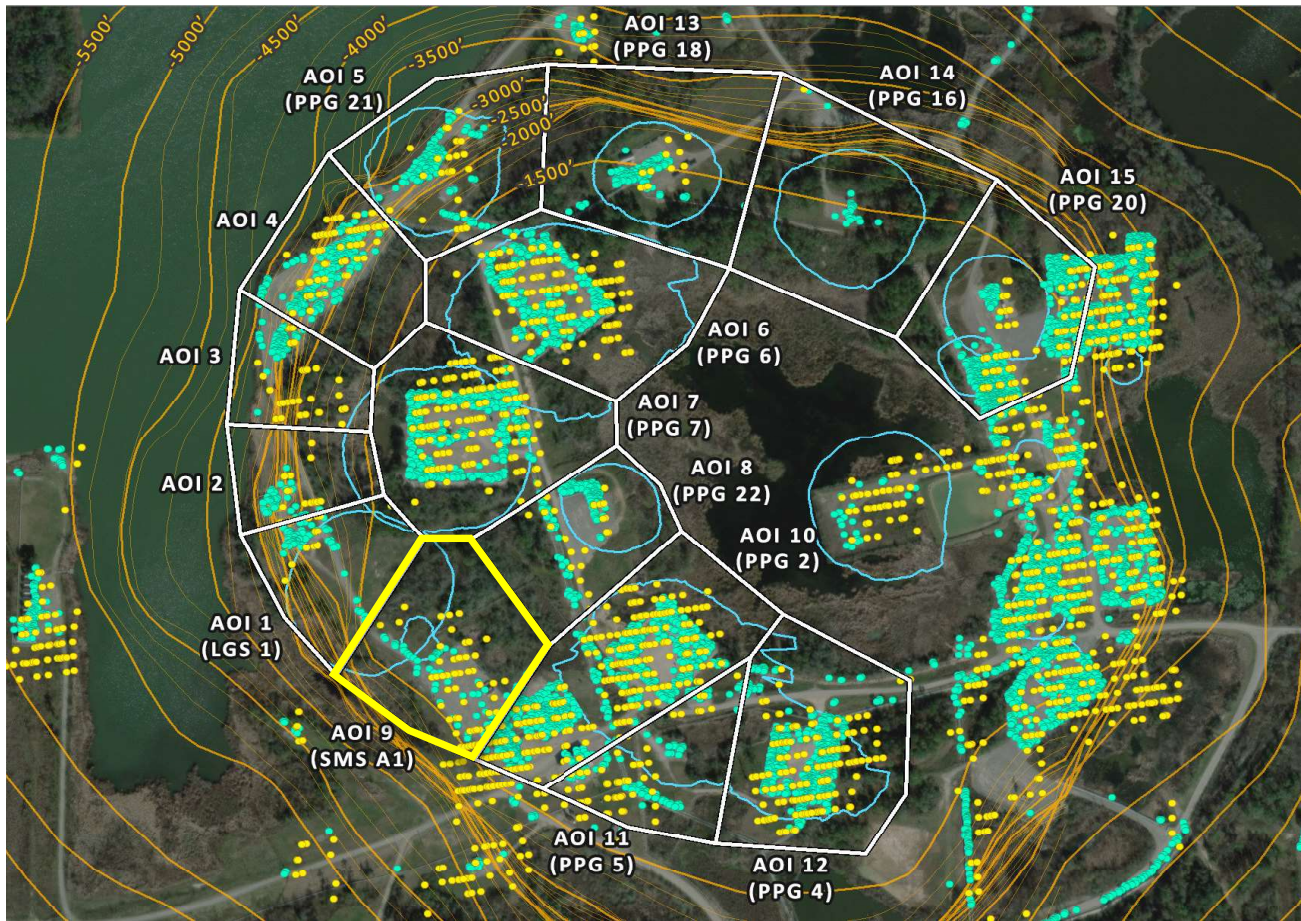 -5500'
-5000'
-4500'
-4000'
-3500'
-3000'
-2500'
-2000'
-1500'
AOI 13
(PPG 18)
AOI 5
(PPG 21)
AOI 14
(PPG 16)
AOI 15
(PPG 20)
AOI 4
AOI 6
(PPG 6)
AOI 3
AOI 7
(PPG 7)
AOI 8
(PPG 22)
AOI 2
AOI 10
(PPG 2)
AOI 1
(LGS 1)
AOI 9
(SMS A1)
AOI 11
(PPG 5)
AOI 12
(PPG 4)